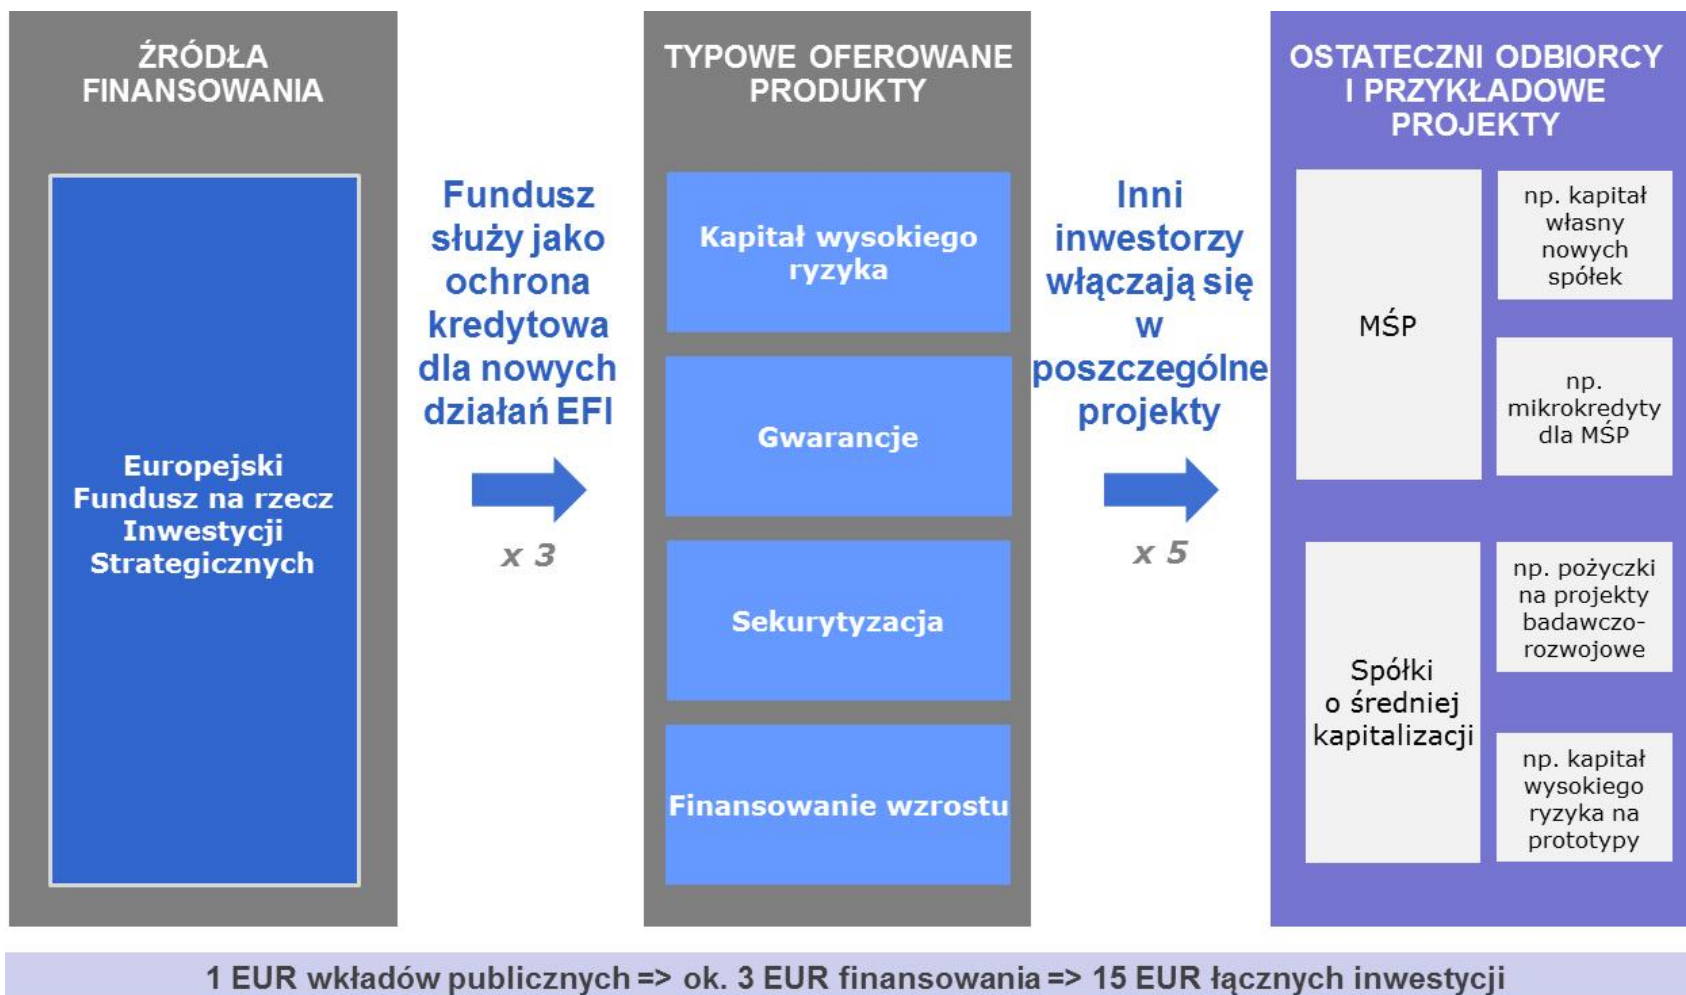 ŹRÓDŁA
FINANSOWANIA
Europejski
Fundusz na rzecz
Inwestycji
Strategicznych
Fundusz
służy jako
ochrona
kredytowa
dla nowych
działań EFI
x 3
TYPOWE OFEROWANE
PRODUKTY
Kapitał wysokiego
ryzyka
Gwarancje
Sekurytyzacja
Finansowanie wzrostu
Inni
inwestorzy
włączają się
w
poszczególne
projekty
x 5
OSTATECZNI ODBIORCY
I PRZYKŁADOWE
PROJEKTY
MŚP
np. kapitał
własny
nowych
spółek
np.
mikrokredyty
dla MŚP
Spółki
o średniej
kapitalizacji
np. pożyczki
na projekty
badawczo-
rozwojowe
np. kapitał
wysokiego
ryzyka na
prototypy
1 EUR wkładów publicznych => ok. 3 EUR finansowania => 15 EUR łącznych inwestycji